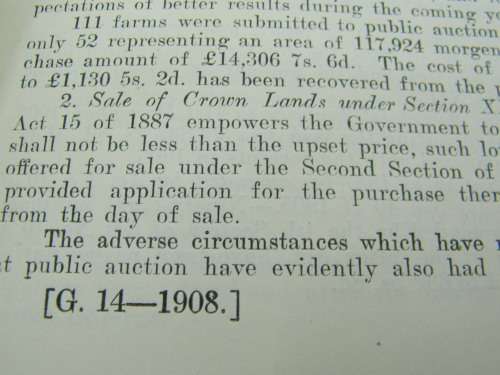 pectations of better results during the coming
111 farms were submitted to public auction
only 52 representing an area of 117,924 morgen
chase amount of £14,306 7s. 6d. The cost of
to £1,130 5s. 2d. has been recovered from the
2. Sale of Crown Lands under Section X
Act 15 of 1887 empowers the Government to
shall not be less than the upset price, such lo
offered for sale under the Second Section of
provided application for the purchase ther
from the day of sale.
The adverse circumstances which have
t public auction have evidently also had
[G. 14—1908.]